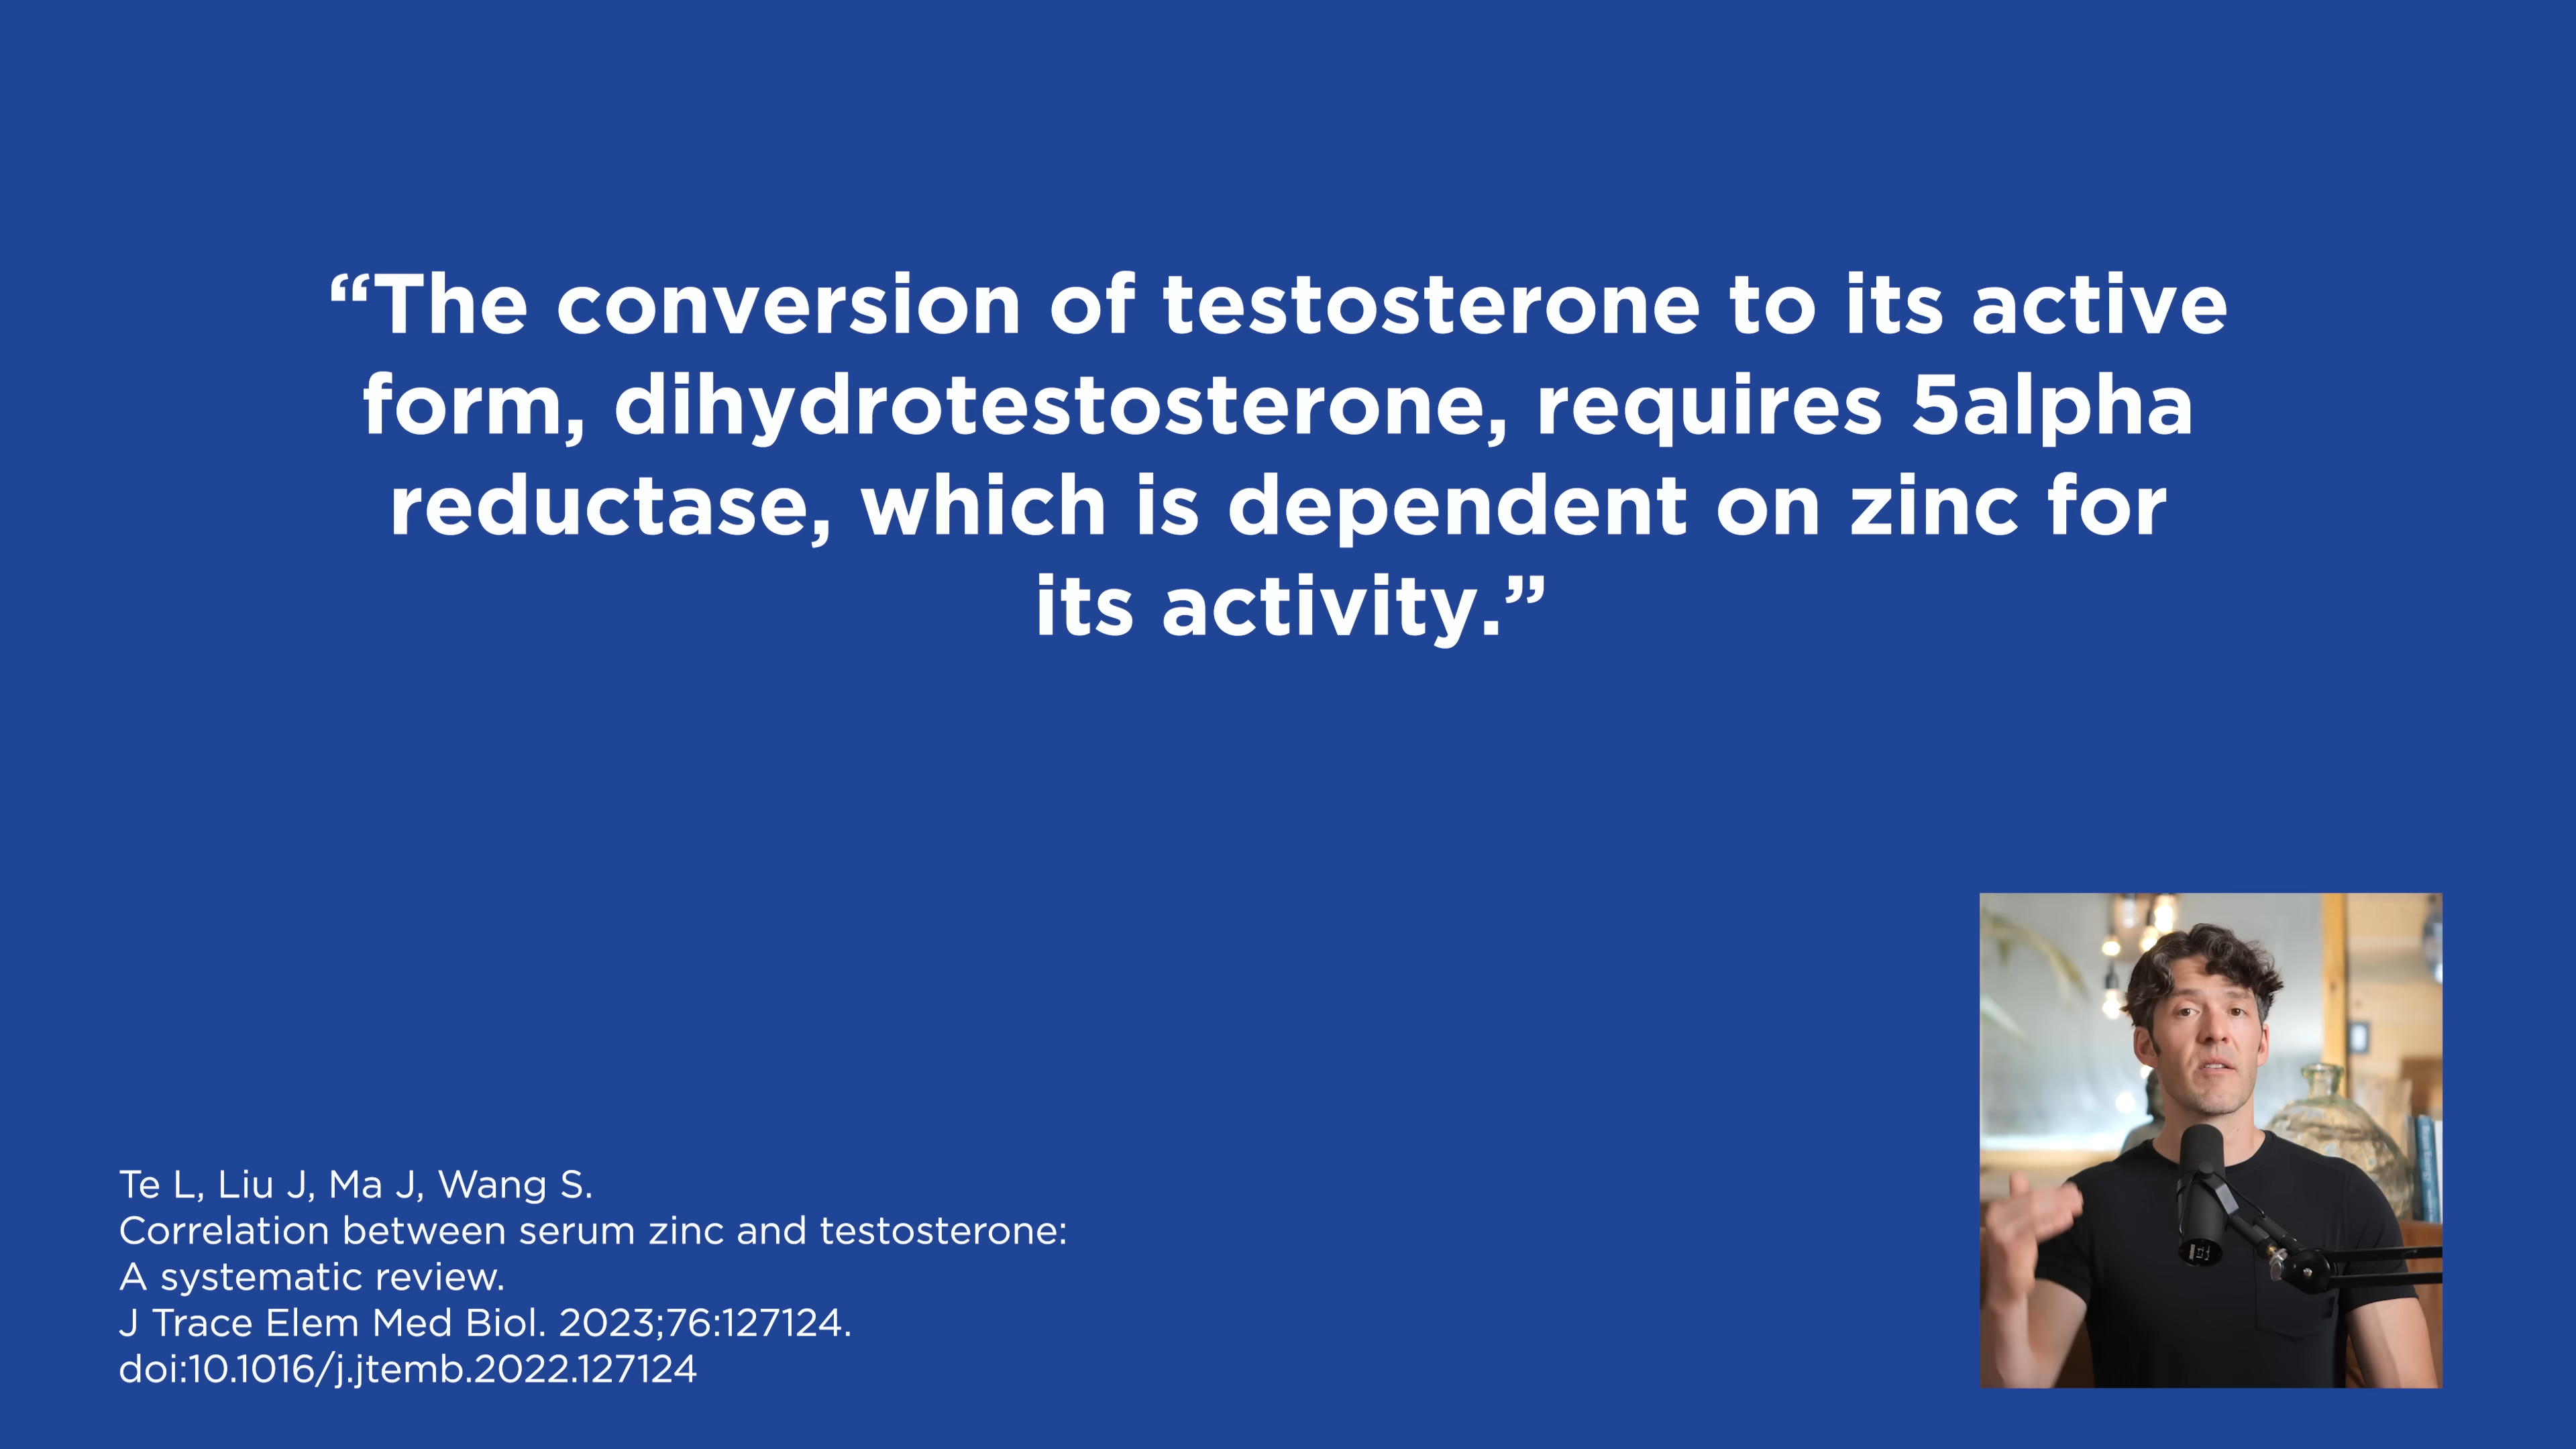 “The conversion of testosterone to its active
form, dihydrotestosterone, requires 5alpha
reductase, which is dependent on zinc for
its activity.”
Te L, Liu J, Ma J, Wang S.
Correlation between serum zinc and testosterone:
A systematic review.
J Trace Elem Med Biol. 2023;76:127124.
doi:10.1016/j.jtemb.2022.127124